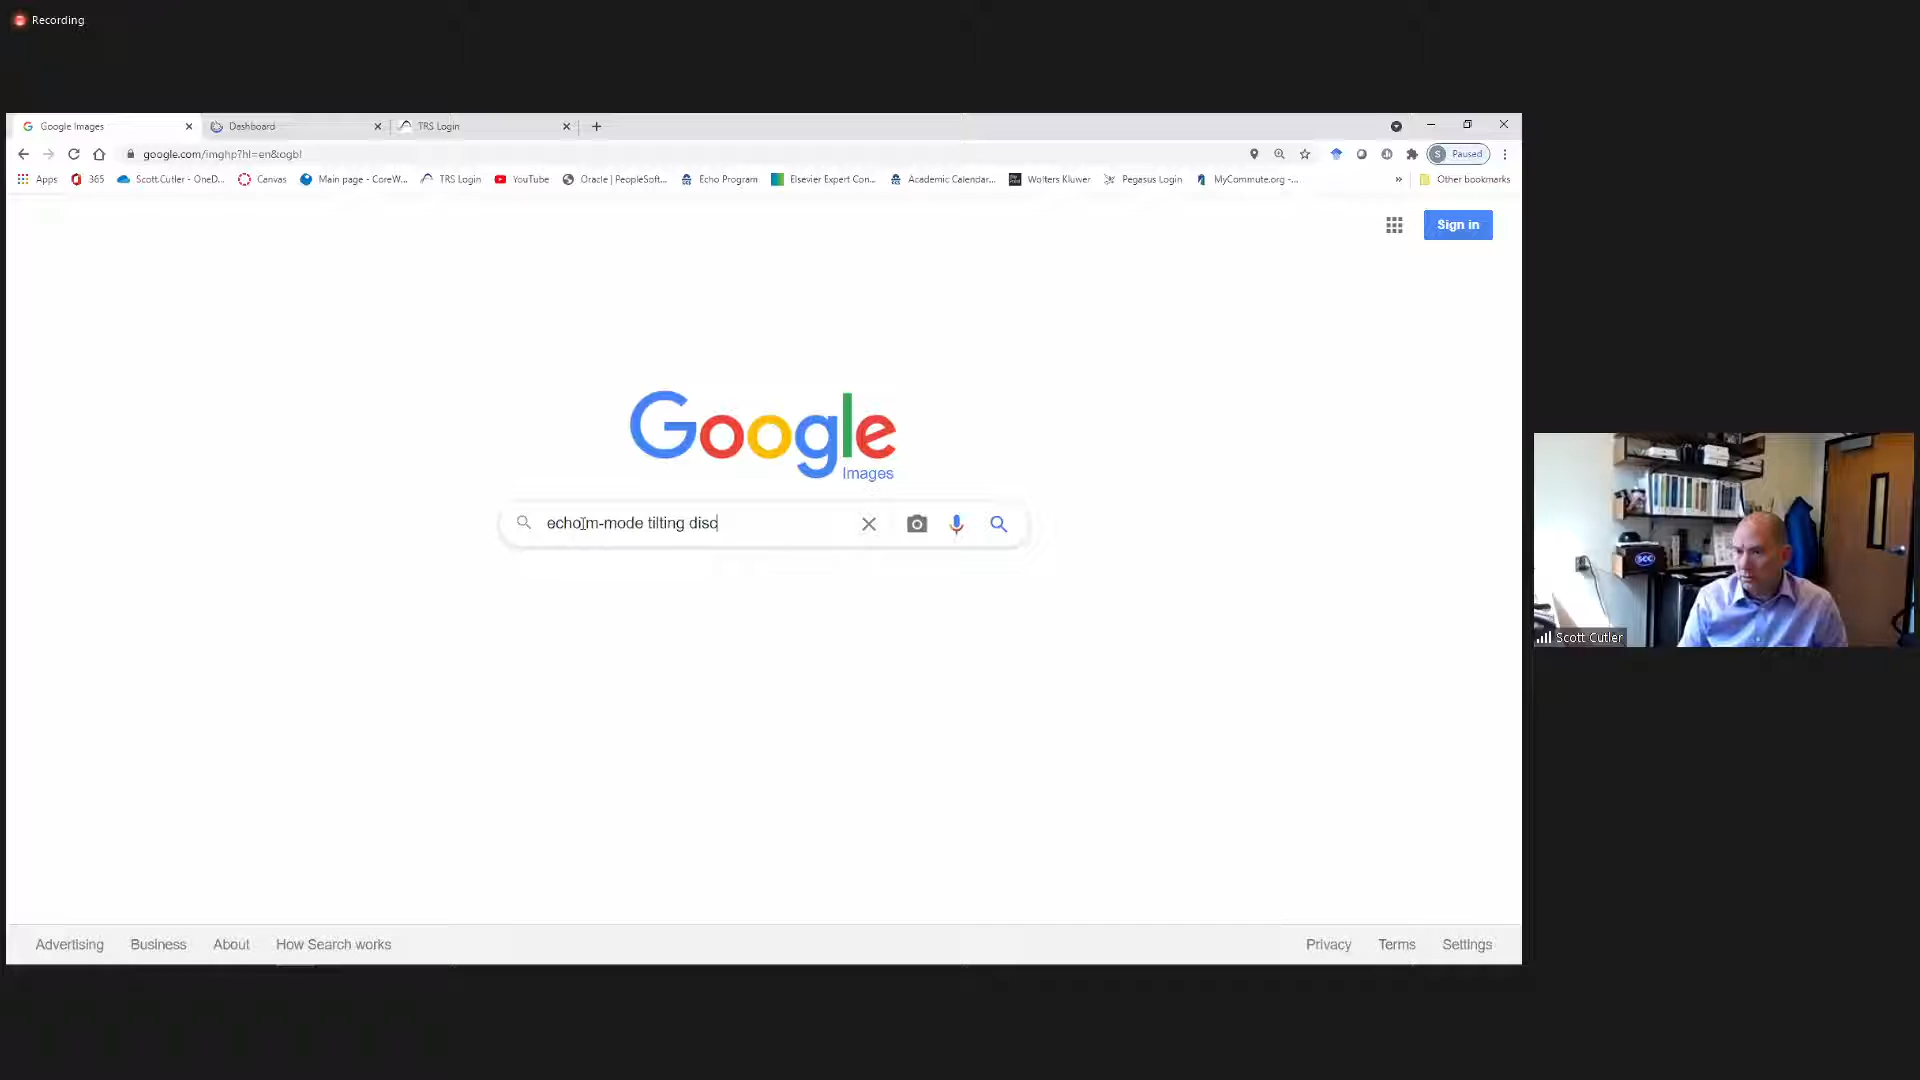 Recording
Google Images
Dashboard
TRS Login
google.com/imghp?hl=en&ogbl
S Paused
Apps
365
Scott.Cutler - OneD...
Canvas
Main page - CoreW...
TRS Login
YouTube
Oracle | PeopleSoft...
Echo Program
Elsevier Expert Con...
Academic Calendar...
Wolters Kluwer
Pegasus Login
MyCommute.org -...
»
Other bookmarks
Sign in
Google
Images
echo m-mode tilting disc
SCC
Scott Cutler
Advertising Business About How Search works
Privacy Terms Settings